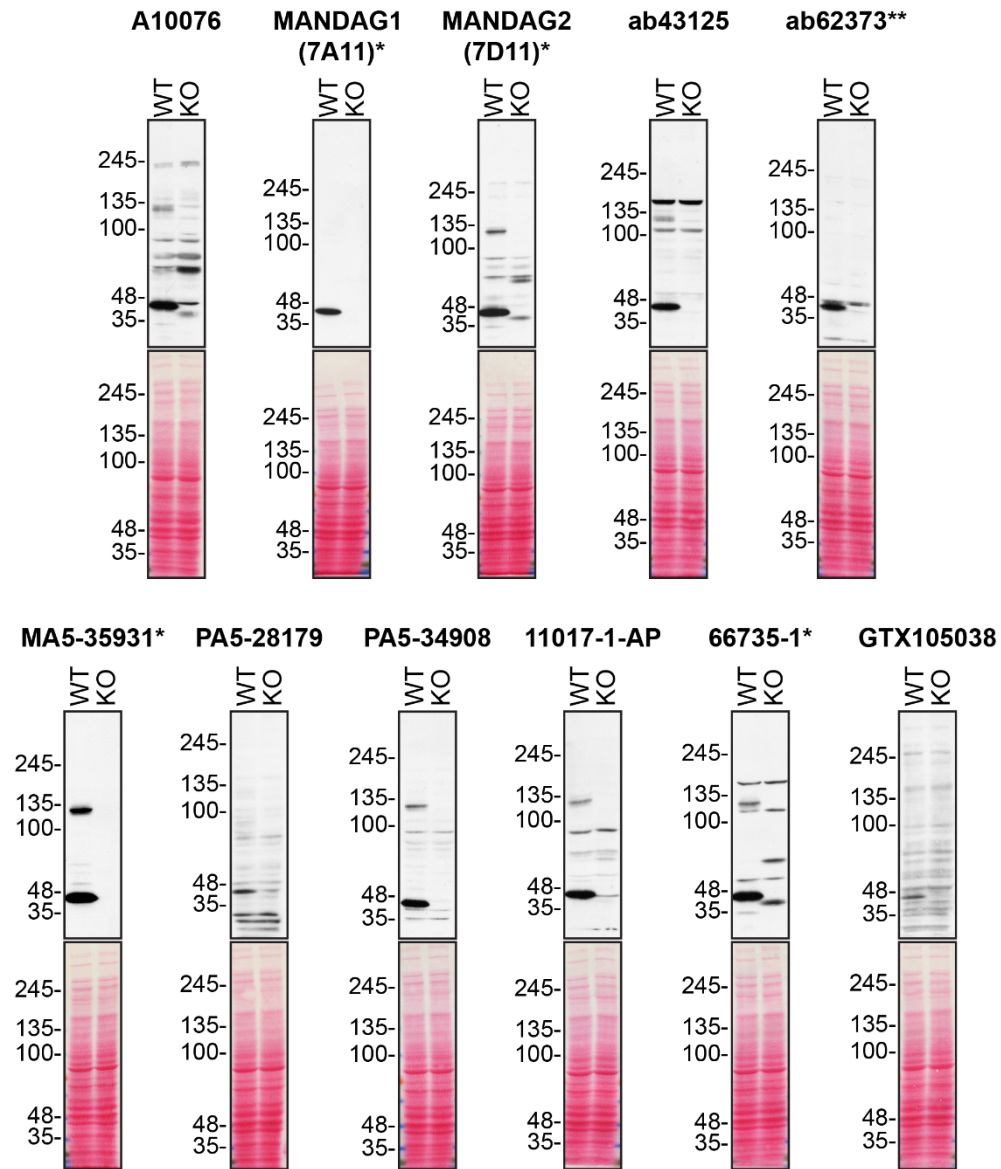 A10076 MANDAG1 MANDAG2 ab43125 ab62373**
(7A11)* (7D11)*
WT KO WT KO WT KO WT KO WT KO
245- 245- 245- 245- 245-
135- 135- 135- 135- 135-
100- 100- 100- 100- 100-
48- 48- 48- 48- 48-
35- 35- 35- 35- 35-
245- 245- 245- 245- 245-
135- 135- 135- 135- 135-
100- 100- 100- 100- 100-
48- 48- 48- 48- 48-
35- 35- 35- 35- 35-
MA5-35931* PA5-28179 PA5-34908 11017-1-AP 66735-1* GTX105038
WT KO WT KO WT KO WT KO WT KO WT KO
245- 245- 245- 245- 245- 245-
135- 135- 135- 135- 135- 135-
100- 100- 100- 100- 100- 100-
48- 48- 48- 48- 48- 48-
35- 35- 35- 35- 35- 35-
245- 245- 245- 245- 245- 245-
135- 135- 135- 135- 135- 135-
100- 100- 100- 100- 100- 100-
48- 48- 48- 48- 48- 48-
35- 35- 35- 35- 35- 35-